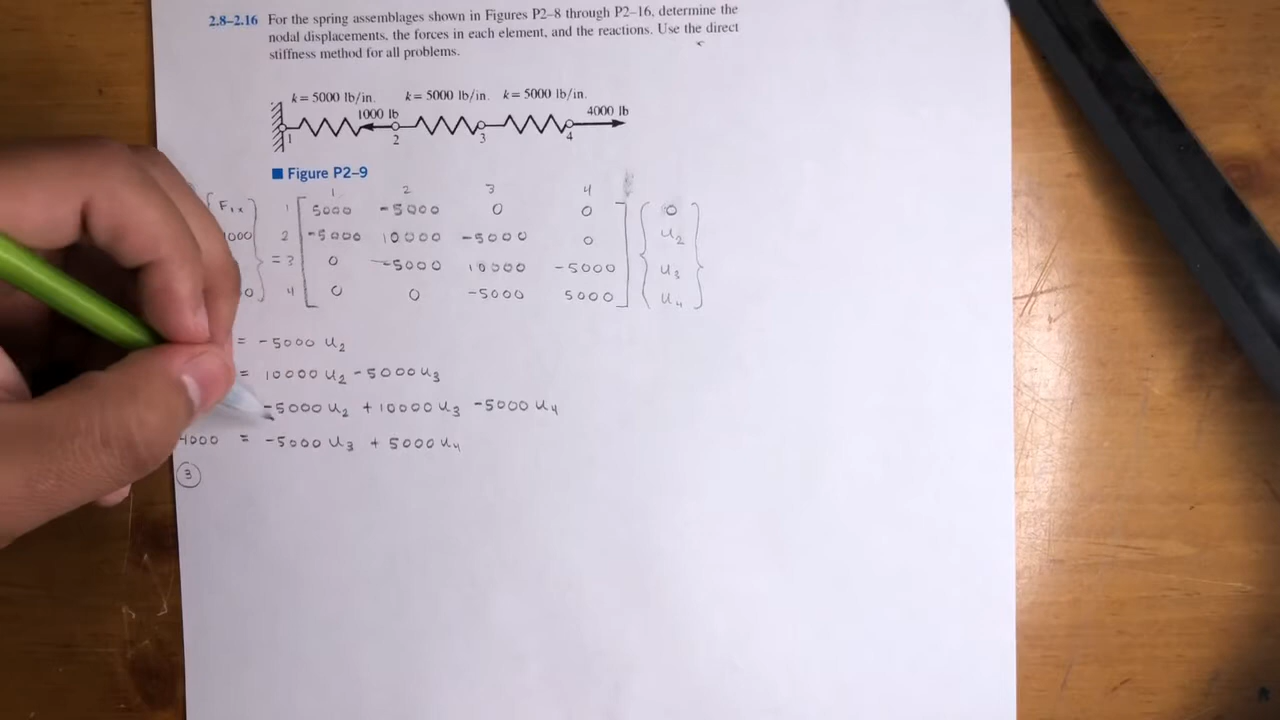 2.8–2.16 For the spring assemblages shown in Figures P2–8 through P2–16, determine the
nodal displacements, the forces in each element, and the reactions. Use the direct
stiffness method for all problems.
k = 5000 lb/in. k = 5000 lb/in. k = 5000 lb/in.
1000 lb 4000 lb
1 2 3 4
Figure P2–9
1 2 3 4
F1x 1 5000 -5000 0 0 0
1000 2 -5000 10000 -5000 0 u2
= 3 0 -5000 10000 -5000 u3
0 4 0 0 -5000 5000 u4
= -5000 u2
= 10000 u2 - 5000 u3
-5000 u2 + 10000 u3 - 5000 u4
4000 = -5000 u3 + 5000 u4
3